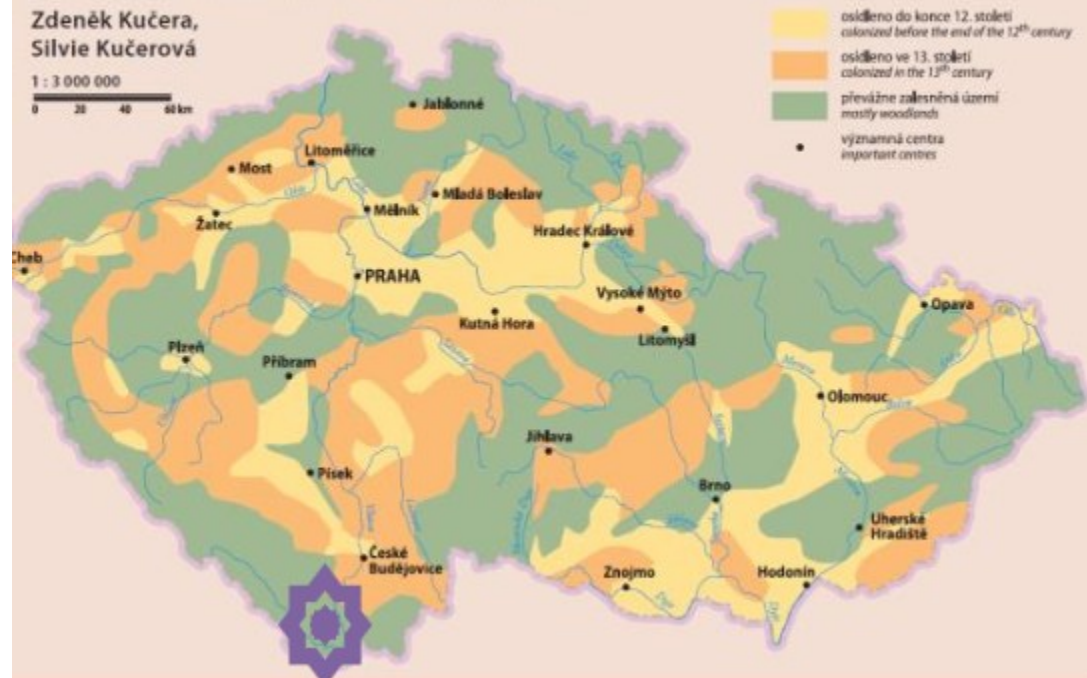 Zdeněk Kučera,
Silvie Kučerová
1 : 3 000 000
0 20 40 60 km
osídleno do konce 12. století
colonized before the end of the 12th century
osídleno ve 13. století
colonized in the 13th century
převážne zalesněná území
mostly woodlands
významná centra
important centres
Jablonné
Litoměřice
Most
Mladá Boleslav
Mělník
Žatec
Hradec Králové
Cheb
PRAHA
Vysoké Mýto
Opava
Kutná Hora
Litomyšl
Plzeň
Příbram
Olomouc
Jihlava
Písek
Brno
Uherské
Hradiště
České
Budějovice
Znojmo
Hodonín